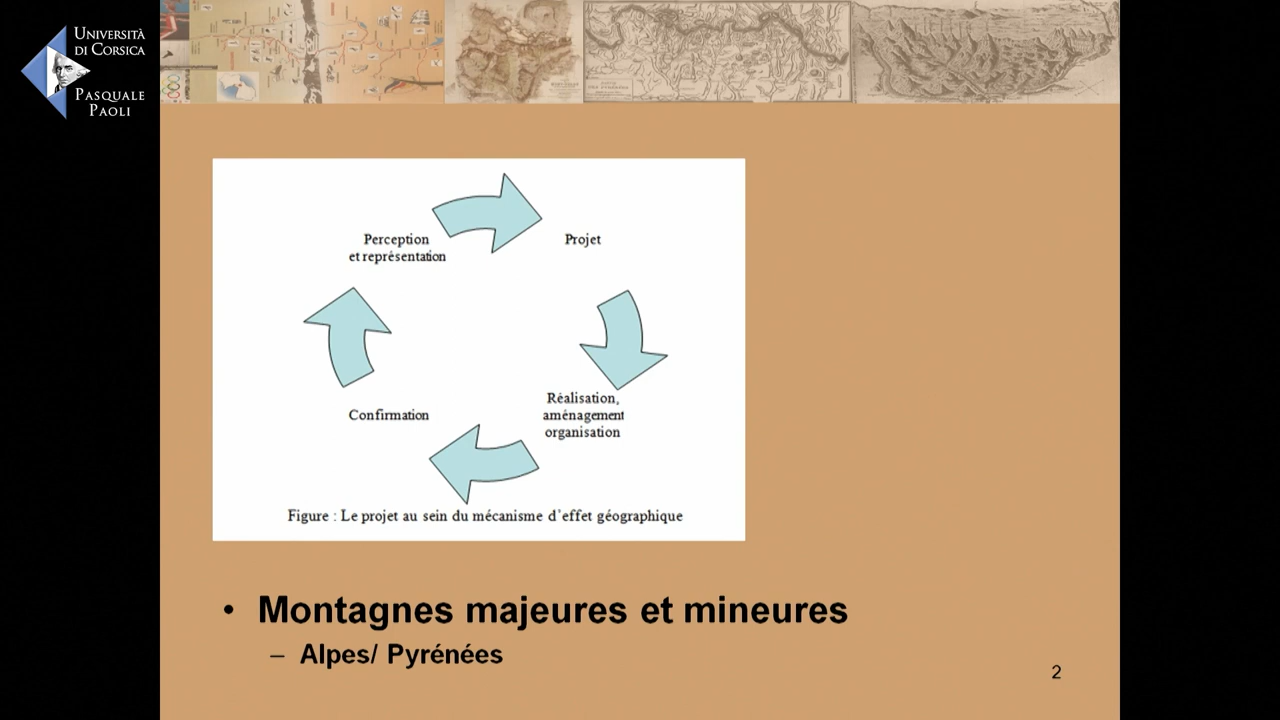 UNIVERSITÀ
DI CORSICA
PASQUALE
PAOLI
Perception
et représentation
Projet
Réalisation,
aménagement
organisation
Confirmation
Figure : Le projet au sein du mécanisme d'effet géographique
• Montagnes majeures et mineures
– Alpes/ Pyrénées
2